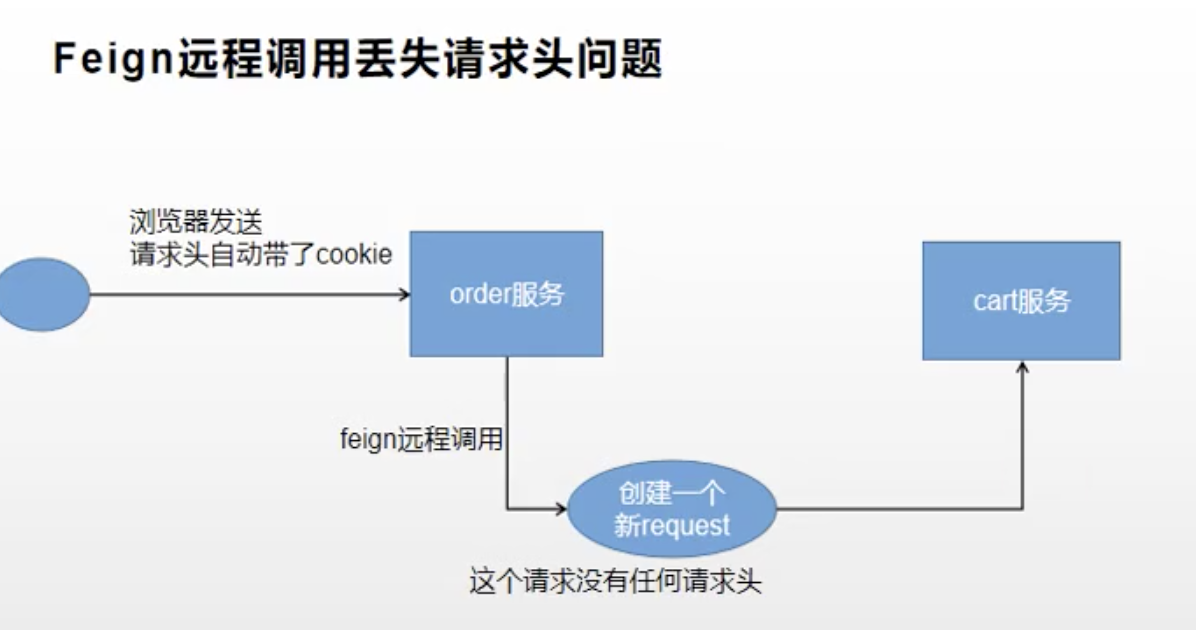 Feign远程调用丢失请求头问题
浏览器发送
请求头自动带了cookie
order服务
cart服务
feign远程调用
创建一个
新request
这个请求没有任何请求头